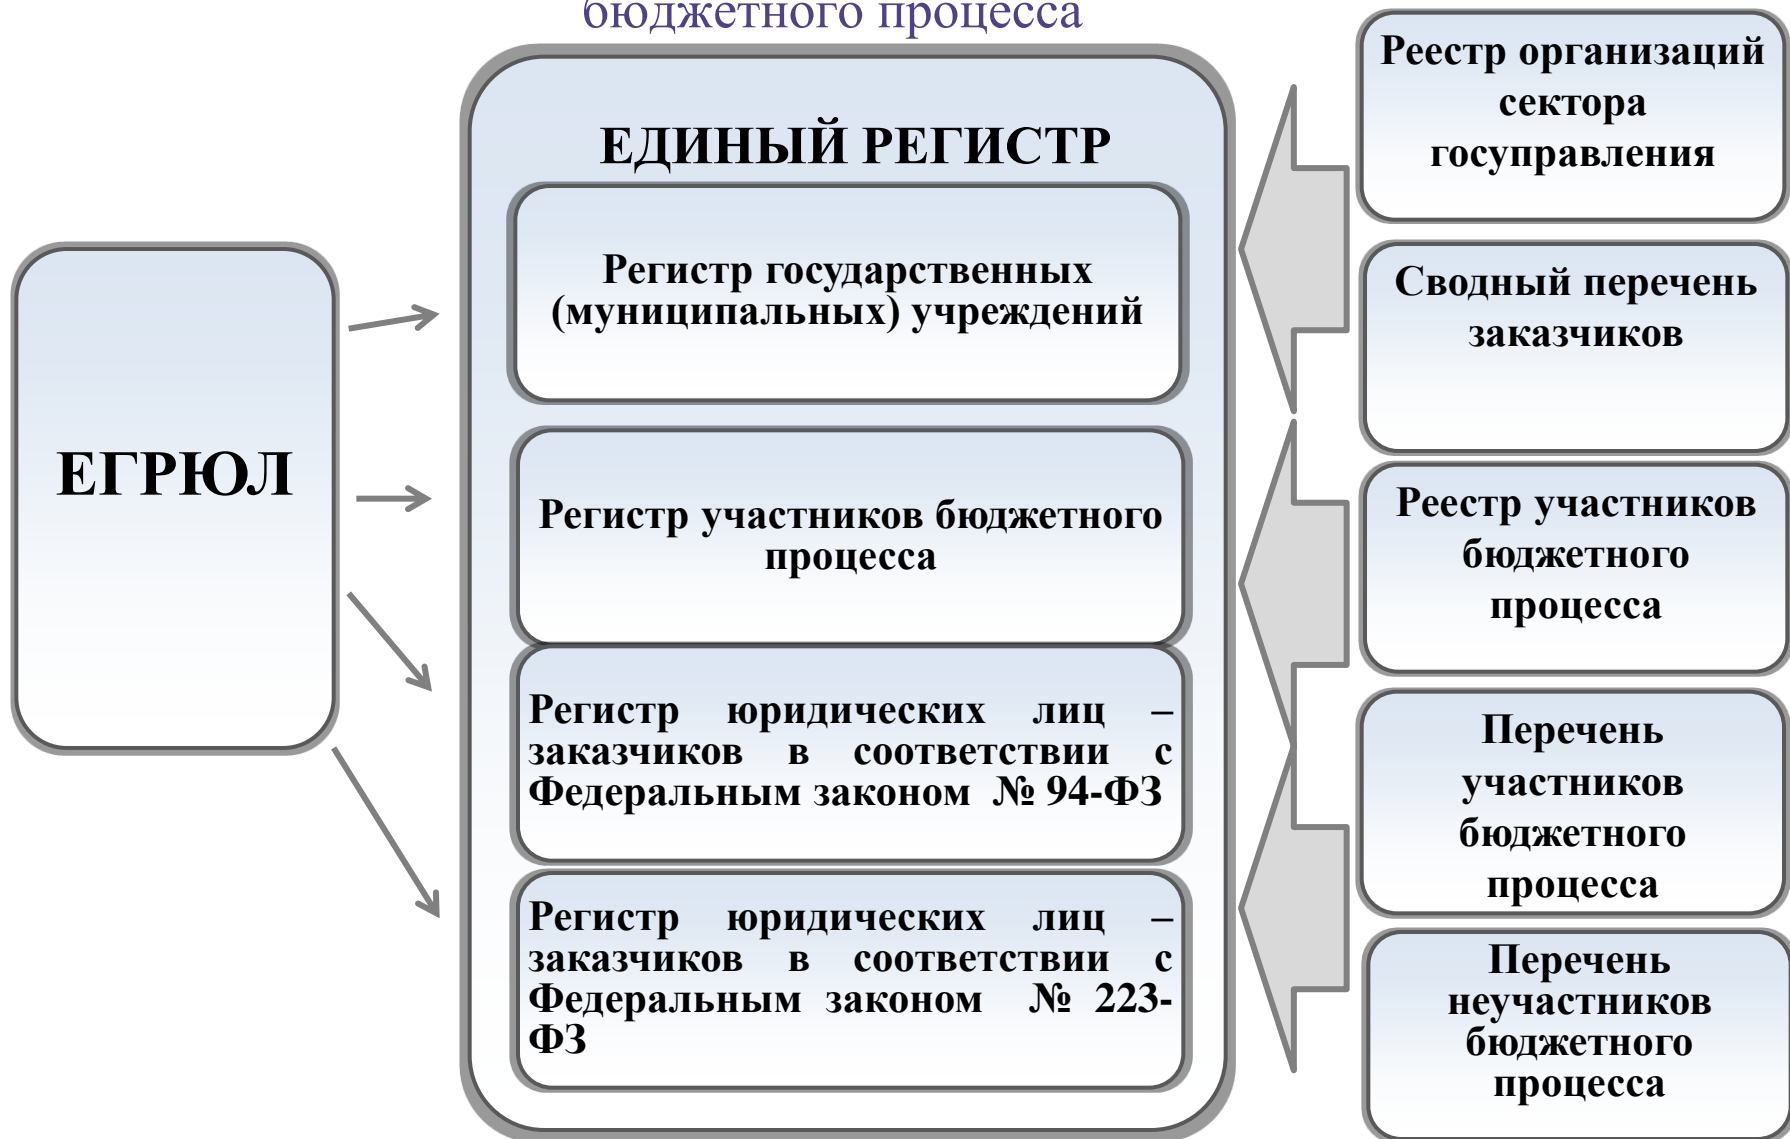 бюджетного процесса
ЕГРЮЛ
ЕДИНЫЙ РЕГИСТР
Регистр государственных
(муниципальных) учреждений
Регистр участников бюджетного
процесса
Регистр юридических лиц –
заказчиков в соответствии с
Федеральным законом № 94-ФЗ
Регистр юридических лиц –
заказчиков в соответствии с
Федеральным законом № 223-
ФЗ
Реестр организаций
сектора
госуправления
Сводный перечень
заказчиков
Реестр участников
бюджетного
процесса
Перечень
участников
бюджетного
процесса
Перечень
неучастников
бюджетного
процесса